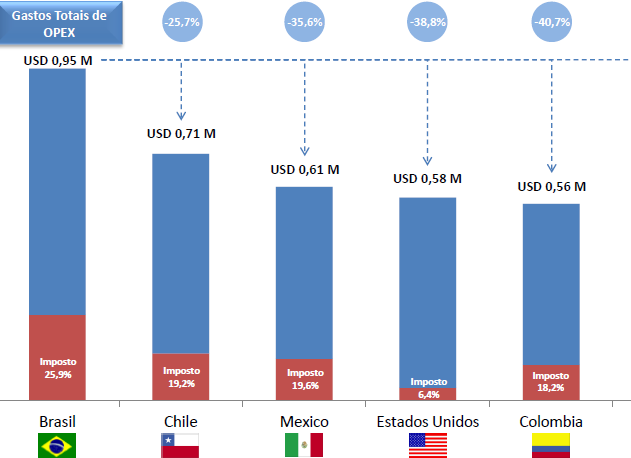 Gastos Totais de
OPEX
-25,7%
-35,6%
-38,8%
-40,7%
USD 0,95 M
USD 0,71 M
USD 0,61 M
USD 0,58 M
USD 0,56 M
Imposto
25,9%
Imposto
19,2%
Imposto
19,6%
Imposto
6,4%
Imposto
18,2%
Brasil
Chile
Mexico
Estados Unidos
Colombia